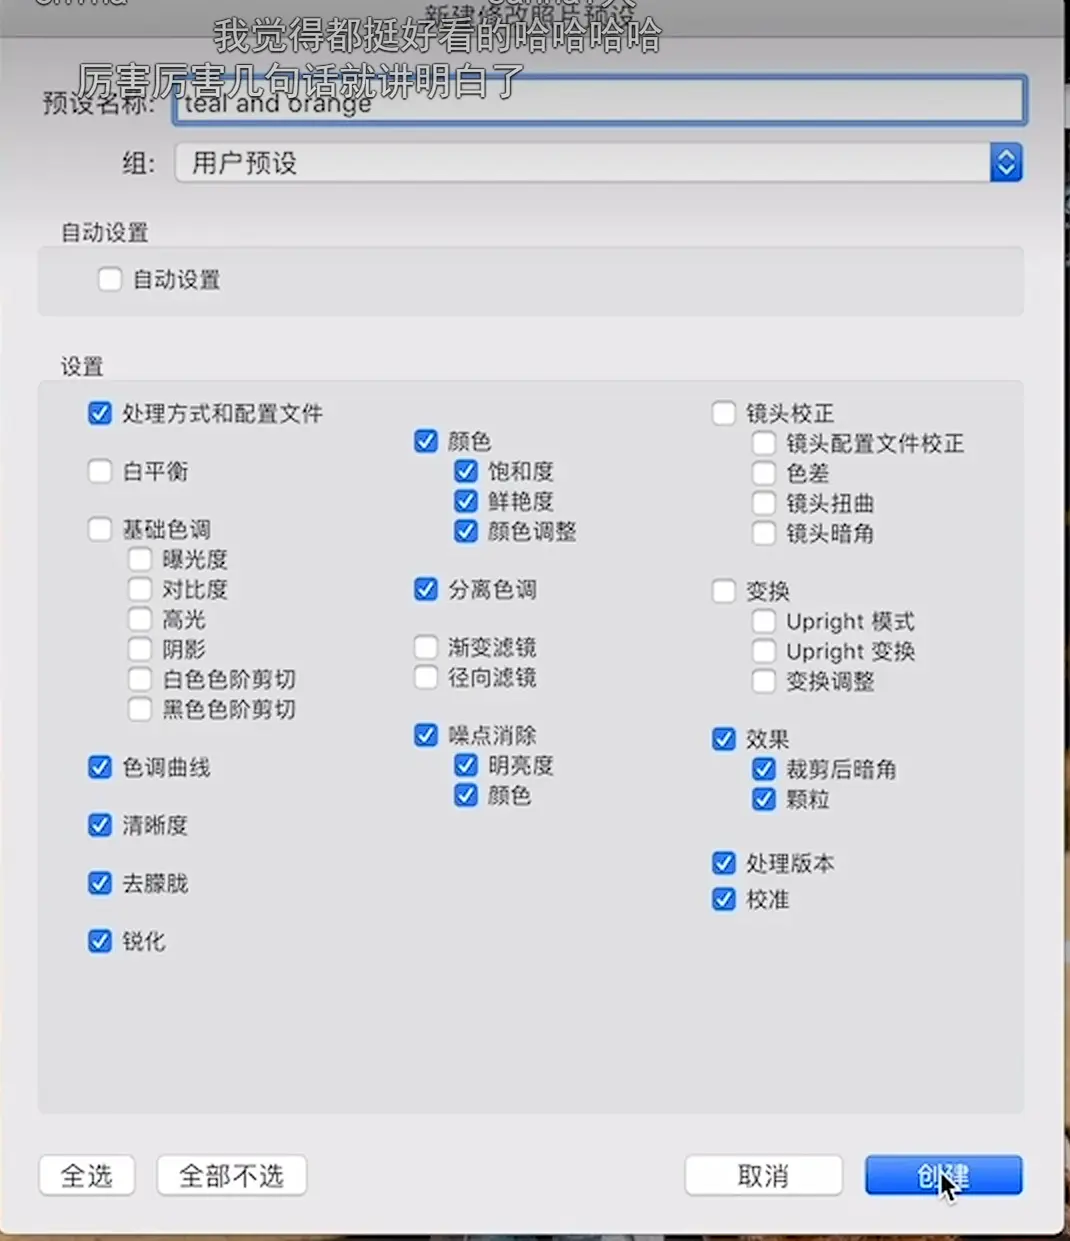 新建修改照片预设
我觉得都挺好看的哈哈哈哈
厉害厉害几句话就讲明白了
预设名称: teal and orange
组: 用户预设
自动设置
自动设置
设置
处理方式和配置文件
白平衡
基础色调
曝光度
对比度
高光
阴影
白色色阶剪切
黑色色阶剪切
色调曲线
清晰度
去朦胧
锐化
颜色
饱和度
鲜艳度
颜色调整
分离色调
渐变滤镜
径向滤镜
噪点消除
明亮度
颜色
镜头校正
镜头配置文件校正
色差
镜头扭曲
镜头暗角
变换
Upright 模式
Upright 变换
变换调整
效果
裁剪后暗角
颗粒
处理版本
校准
全选 全部不选 取消 创建